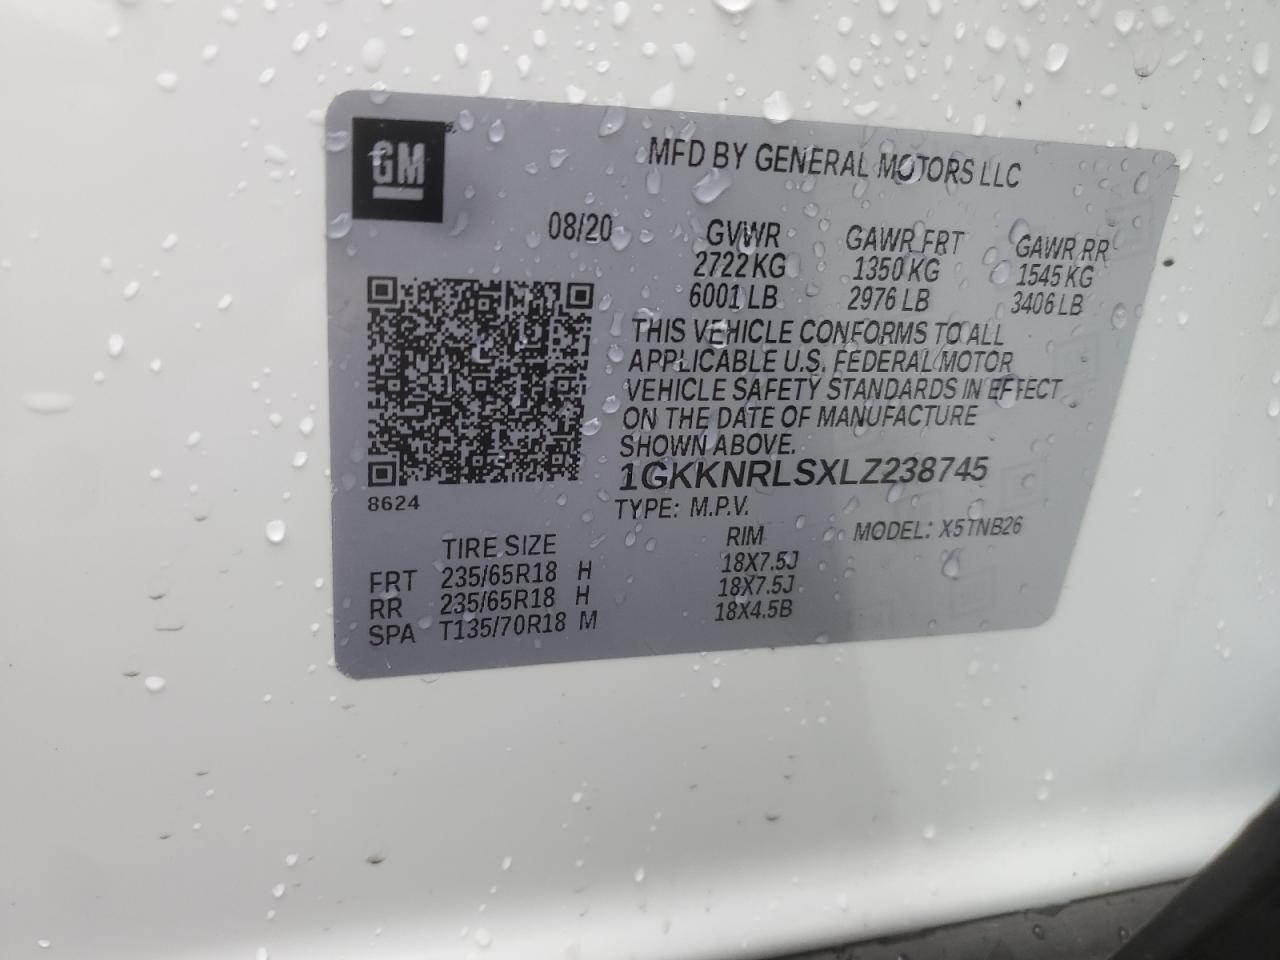 GM
MFD BY GENERAL MOTORS LLC
08/20 GVWR GAWR FRT GAWR RR
2722 KG 1350 KG 1545 KG
6001 LB 2976 LB 3406 LB
THIS VEHICLE CONFORMS TO ALL
APPLICABLE U.S. FEDERAL MOTOR
VEHICLE SAFETY STANDARDS IN EFFECT
ON THE DATE OF MANUFACTURE
SHOWN ABOVE.
1GKKNRLSXLZ238745
8624
TYPE: M.P.V. MODEL: X5TNB26
TIRE SIZE RIM
FRT 235/65R18 H 18X7.5J
RR 235/65R18 H 18X7.5J
SPA T135/70R18 M 18X4.5B